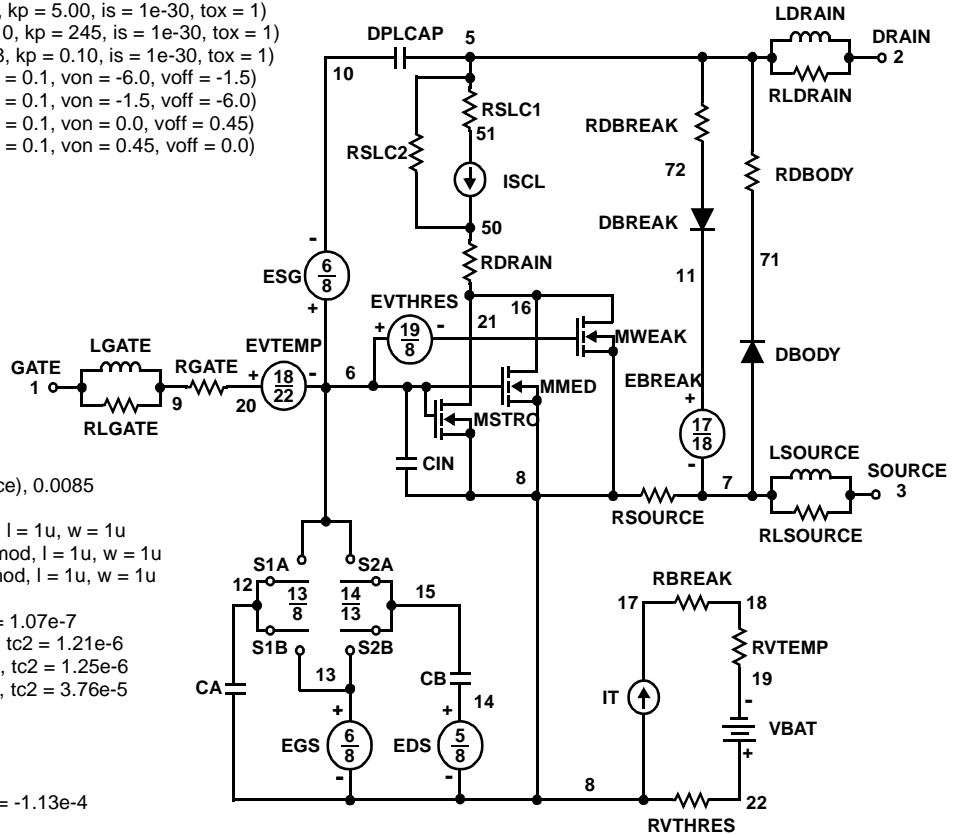 , kp = 5.00, is = 1e-30, tox = 1)
0, kp = 245, is = 1e-30, tox = 1)
3, kp = 0.10, is = 1e-30, tox = 1)
= 0.1, von = -6.0, voff = -1.5)
= 0.1, von = -1.5, voff = -6.0)
= 0.1, von = 0.0, voff = 0.45)
= 0.1, von = 0.45, voff = 0.0)
LDRAIN
DPLCAP 5
DRAIN
2
10
RLDRAIN
RSLC1
51
RDBREAK
RSLC2
72
RDBODY
ISCL
DBREAK
50
- 
ESG 6/8
+
RDRAIN
71
11
EVTHRES
16
21
+ 19/8 -
MWEAK
LGATE
EVTEMP
DBODY
GATE
1
RGATE
+ 18/22 -
6
MMED
EBREAK
+
9
20
MSTRO
17/18
-
RLGATE
CIN
LSOURCE
8
7
SOURCE
3
ce), 0.0085
RSOURCE
RLSOURCE
l = 1u, w = 1u
mod, l = 1u, w = 1u
nod, l = 1u, w = 1u
S1A
S2A
12
13/8
14/13
15
RBREAK
17
18
= 1.07e-7
, tc2 = 1.21e-6
, tc2 = 1.25e-6
, tc2 = 3.76e-5
S1B
S2B
RVTEMP
13
19
CA
CB
14
IT
-
VBAT
+
+
EGS 6/8
-
+
EDS 5/8
-
8
22
= -1.13e-4
RVTHRES